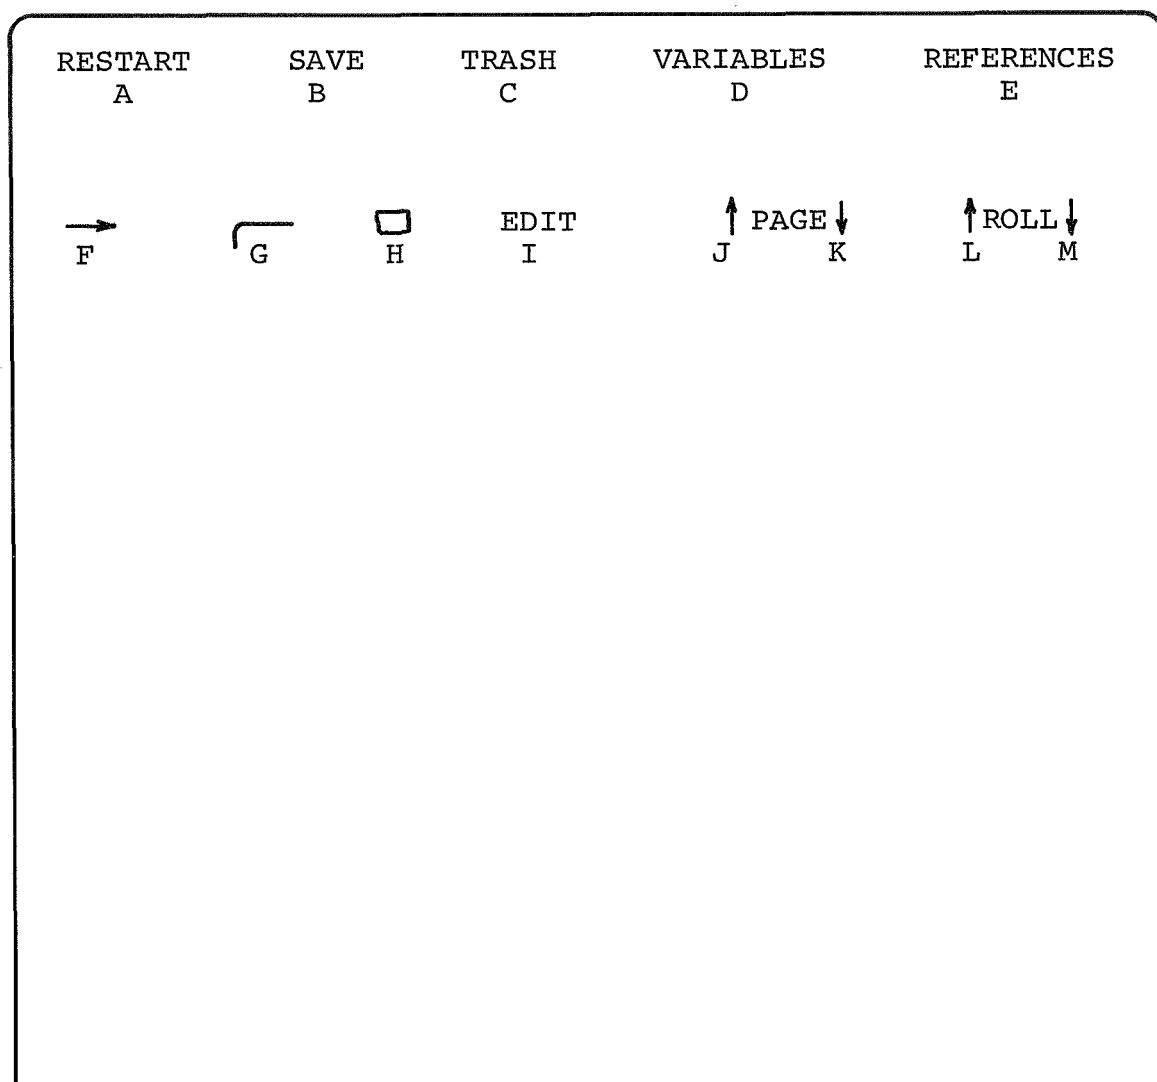 RESTART SAVE TRASH VARIABLES REFERENCES
A B C D E
EDIT ↑ PAGE ↓ ↑ ROLL ↓
F G H I J K L M